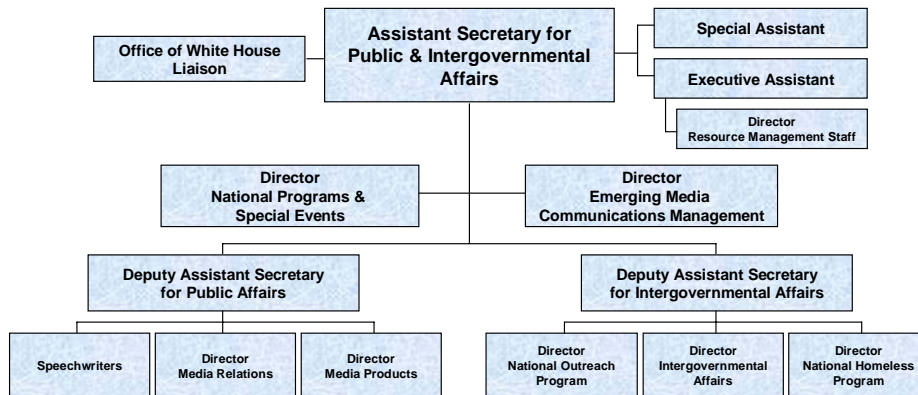 Assistant Secretary for
Public & Intergovernmental
Affairs
Office of White House
Liaison
Special Assistant
Executive Assistant
Director
Resource Management Staff
Director
National Programs &
Special Events
Director
Emerging Media
Communications Management
Deputy Assistant Secretary
for Public Affairs
Deputy Assistant Secretary
for Intergovernmental Affairs
Speechwriters
Director
Media Relations
Director
Media Products
Director
National Outreach
Program
Director
Intergovernmental
Affairs
Director
National Homeless
Program